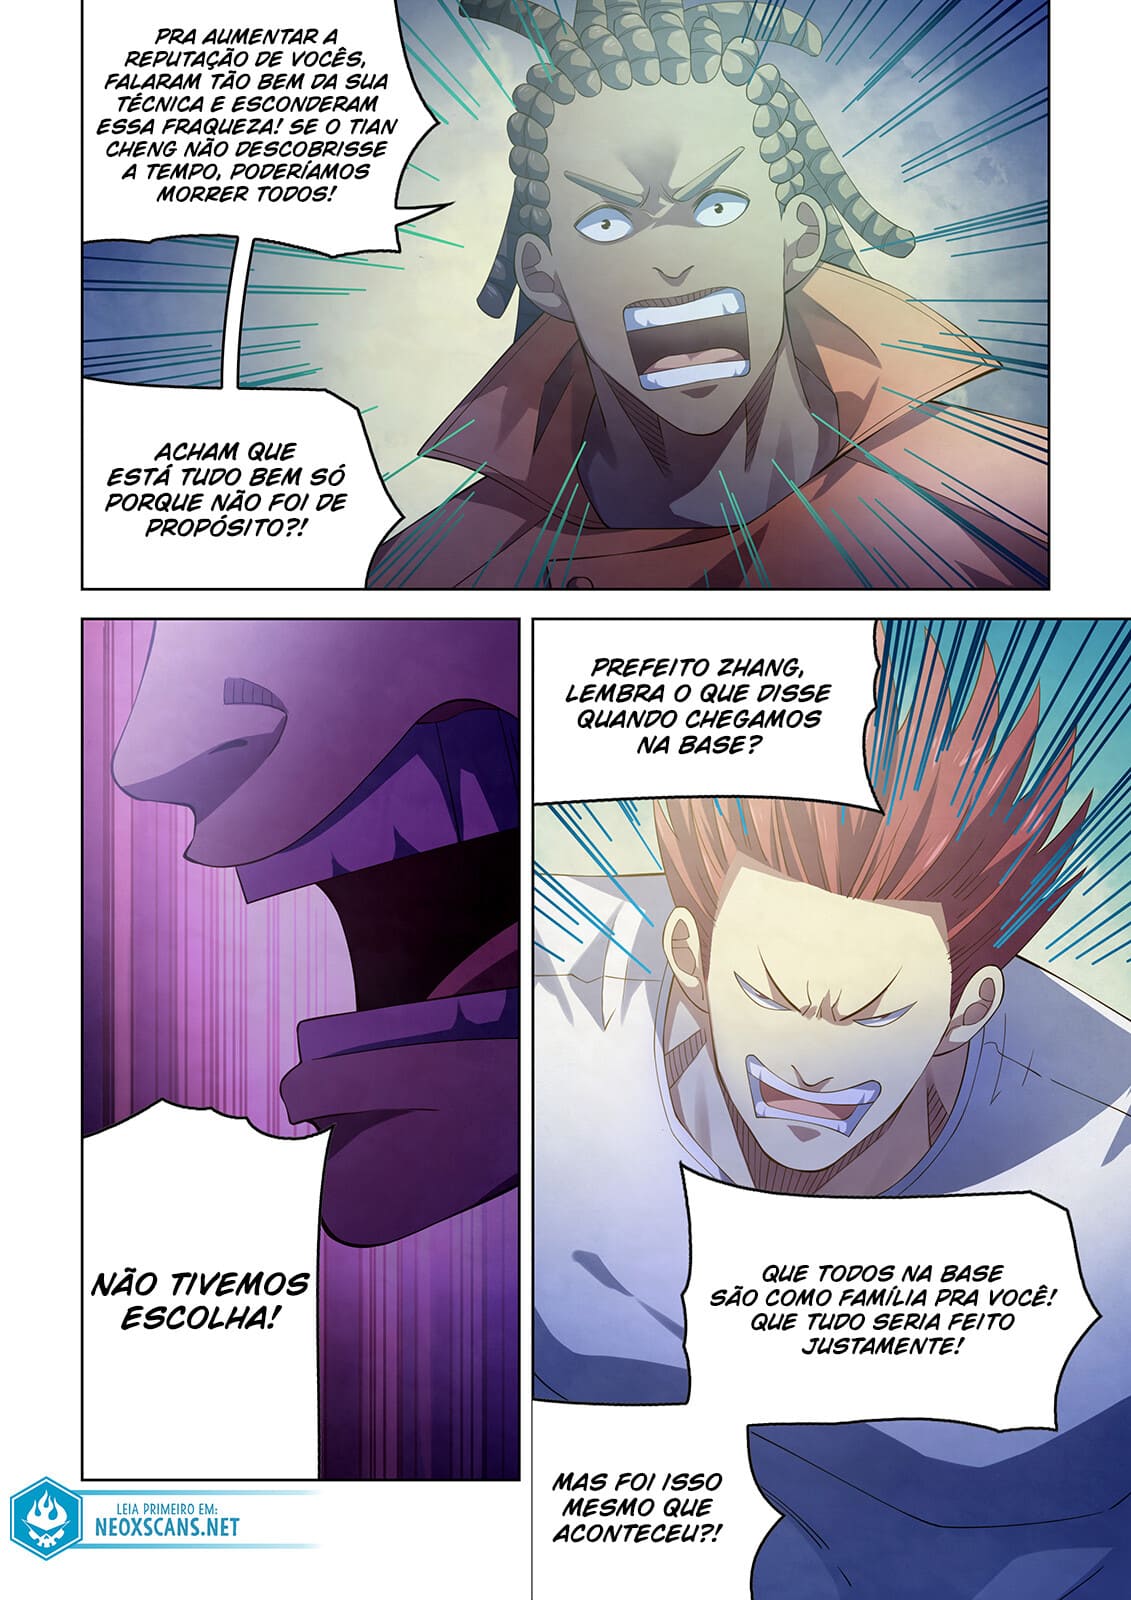 PRA AUMENTAR A
REPUTAÇÃO DE VOCÊS,
FALARAM TÃO BEM DA SUA
TÉCNICA E ESCONDERAM
ESSA FRAQUEZA! SE O TIAN
CHENG NÃO DESCOBRISSE
A TEMPO, PODERÍAMOS
MORRER TODOS!
ACHAM QUE
ESTÁ TUDO BEM SÓ
PORQUE NÃO FOI DE
PROPÓSITO?!
NÃO TIVEMOS
ESCOLHA!
PREFEITO ZHANG,
LEMBRA O QUE DISSE
QUANDO CHEGAMOS
NA BASE?
QUE TODOS NA BASE
SÃO COMO FAMÍLIA PRA VOCÊ!
QUE TUDO SERIA FEITO
JUSTAMENTE!
MAS FOI ISSO
MESMO QUE
ACONTECEU?!
LEIA PRIMEIRO EM:
NEOXSCANS.NET